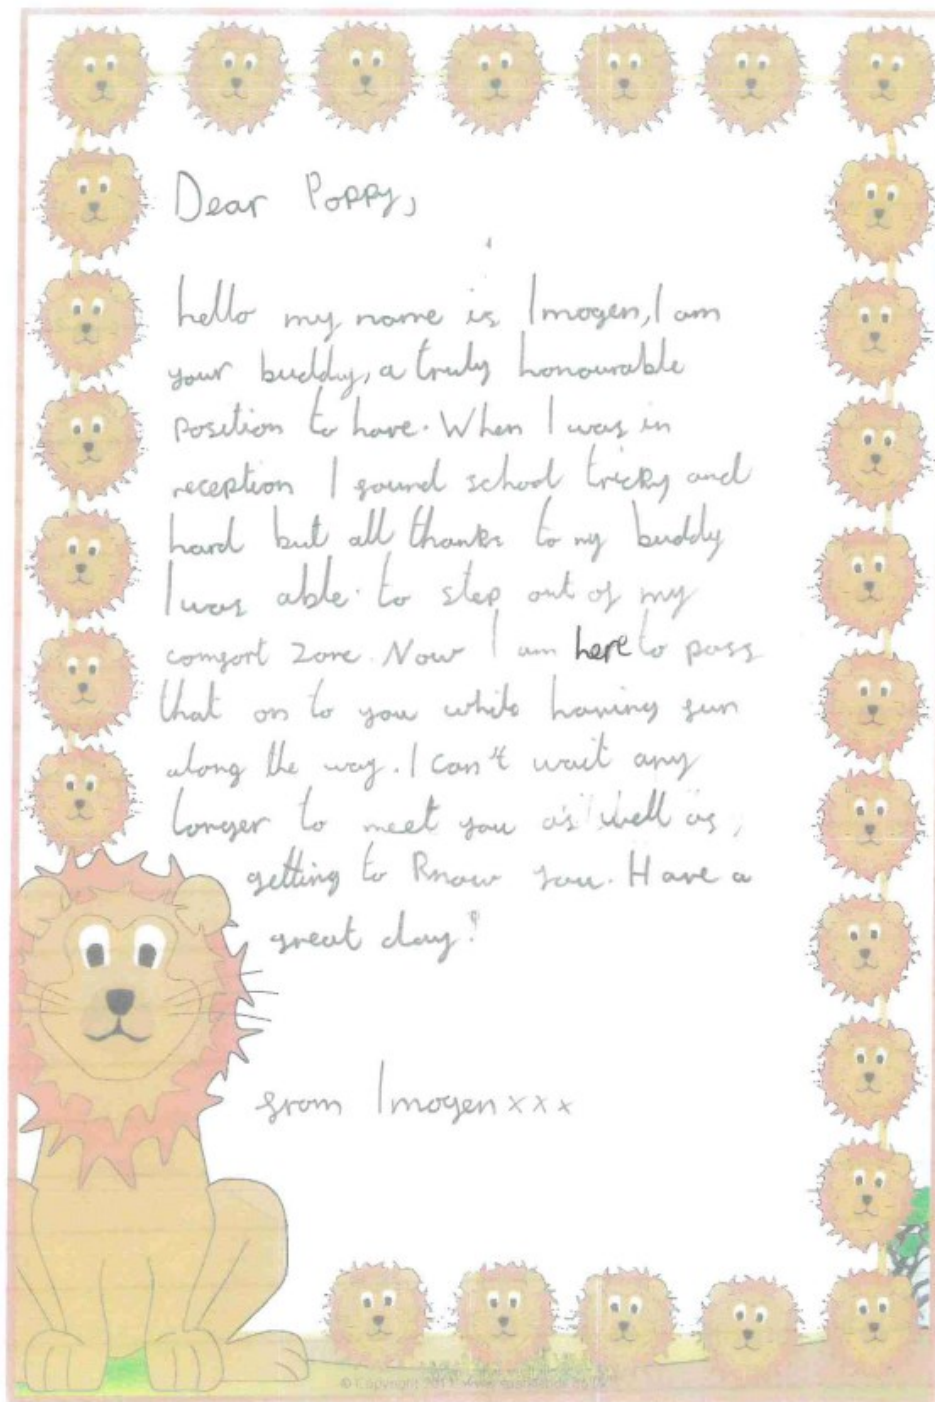 Dear Poppy,
hello my name is Imogen, I am
your buddy, a truly honourable
position to have. When I was in
reception I found school tricky and
hard but all thanks to my buddy
I was able to step out of my
comfort zone. Now I am here to pass
that on to you while having fun
along the way. I can't wait any
longer to meet you as well as,
getting to know you. Have a
great day!
from Imogen xxx
© Copyright